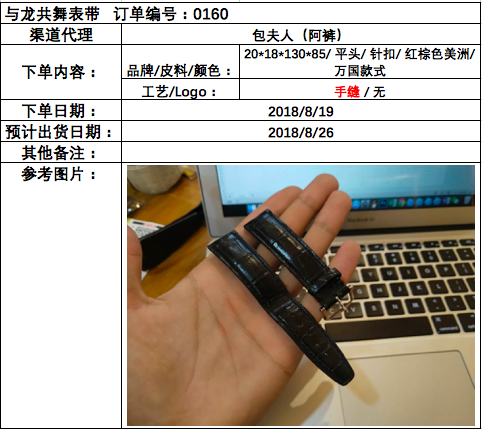 与龙共舞表带 订单编号：0160
渠道代理
包夫人（阿裤）
下单内容：
品牌/皮料/颜色：
20*18*130*85/ 平头/ 针扣/ 红棕色美洲/
万国款式
工艺/Logo：
手缝 / 无
下单日期：
2018/8/19
预计出货日期：
2018/8/26
其他备注：
参考图片：